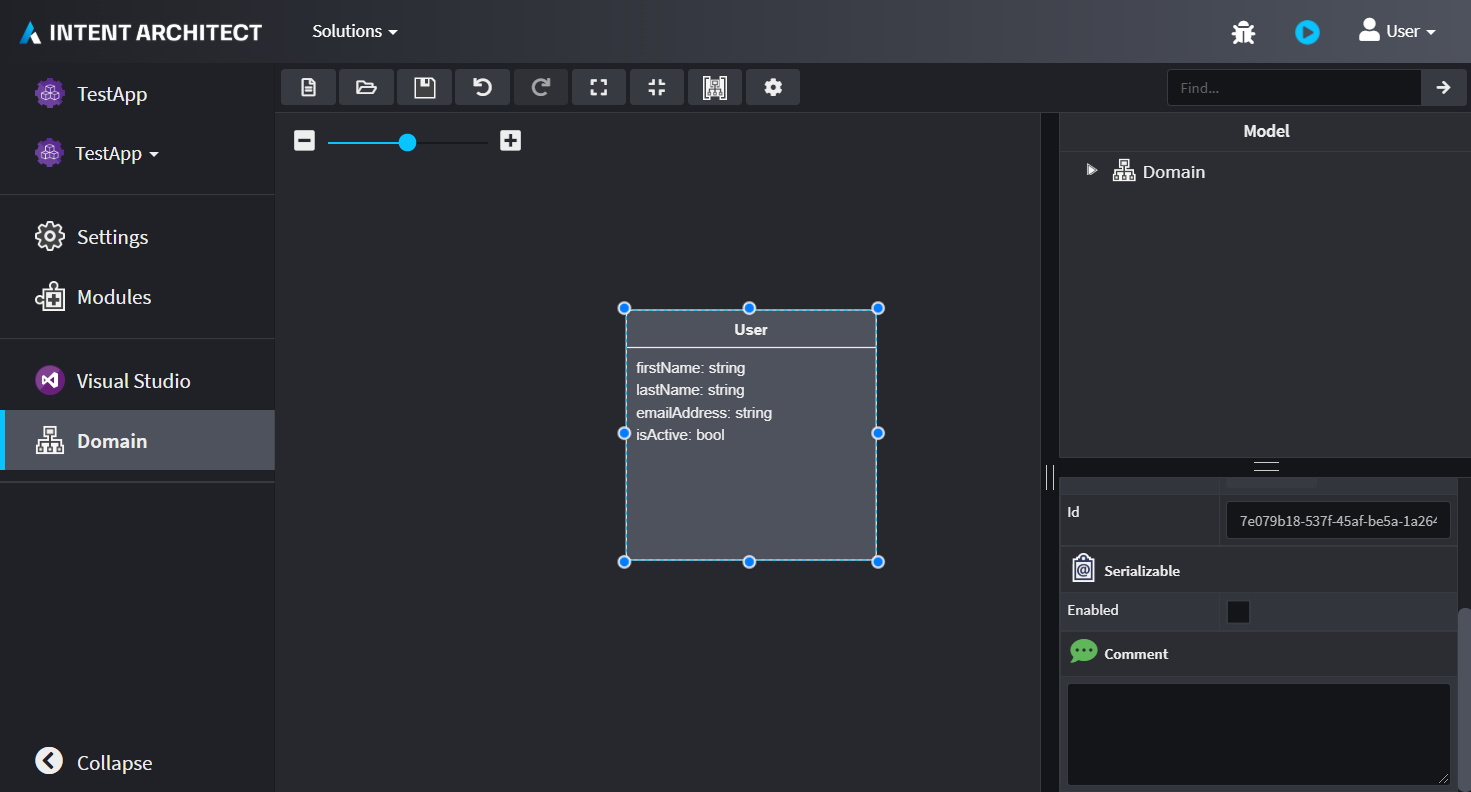 INTENT ARCHITECT
Solutions
User
TestApp
TestApp
Settings
Modules
Visual Studio
Domain
Collapse
Find...
User
firstName: string
lastName: string
emailAddress: string
isActive: bool
Model
Domain
Id
7e079b18-537f-45af-be5a-1a264
Serializable
Enabled
Comment